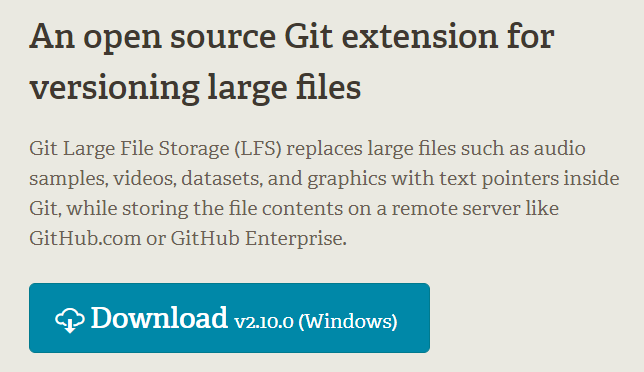 An open source Git extension for
versioning large files
Git Large File Storage (LFS) replaces large files such as audio
samples, videos, datasets, and graphics with text pointers inside
Git, while storing the file contents on a remote server like
GitHub.com or GitHub Enterprise.
Download v2.10.0 (Windows)